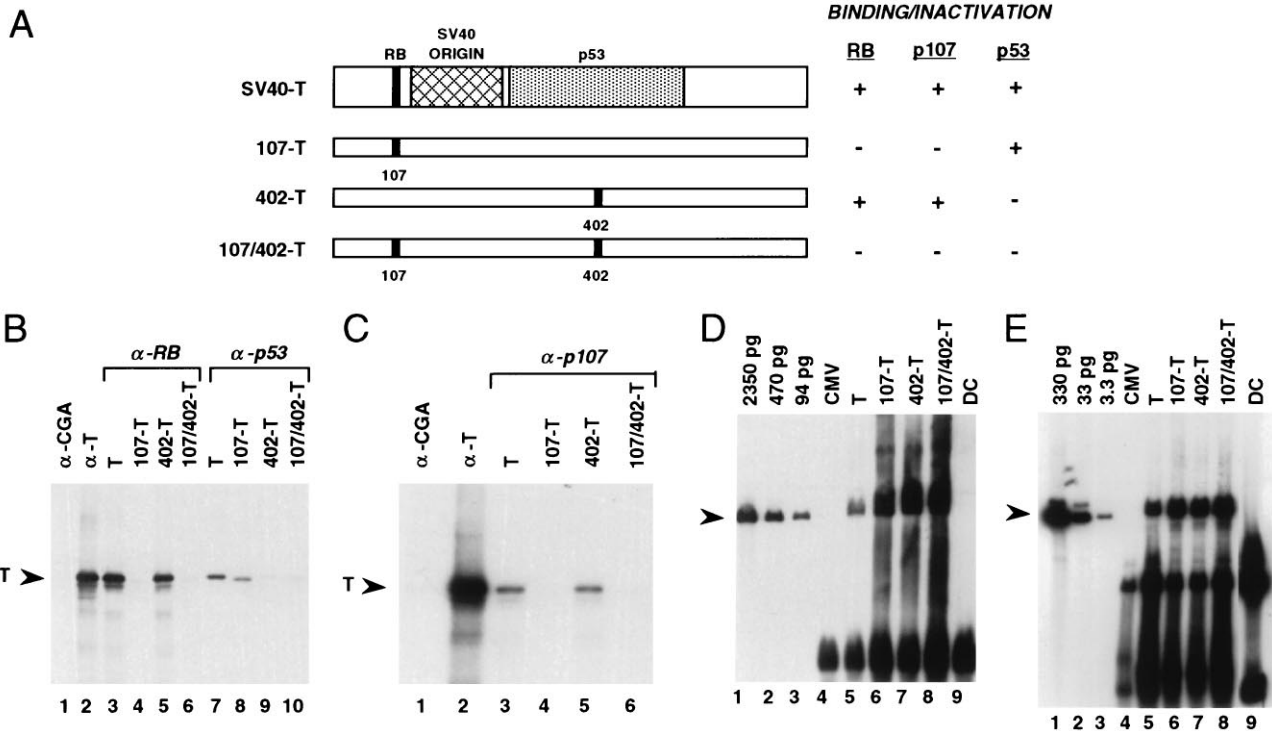 A
BINDING/INACTIVATION
RB p107 p53
RB SV40 ORIGIN p53
SV40-T + + +
107-T - - +
107
402-T + + -
402
107/402-T - - -
107 402
B
α-RB α-p53
α-CGA α-T T 107-T 402-T 107/402-T T 107-T 402-T 107/402-T
T
1 2 3 4 5 6 7 8 9 10
C
α-p107
α-CGA α-T T 107-T 402-T 107/402-T
T
1 2 3 4 5 6
D
2350 pg 470 pg 94 pg CMV T 107-T 402-T 107/402-T DC
1 2 3 4 5 6 7 8 9
E
330 pg 33 pg 3.3 pg CMV T 107-T 402-T 107/402-T DC
1 2 3 4 5 6 7 8 9